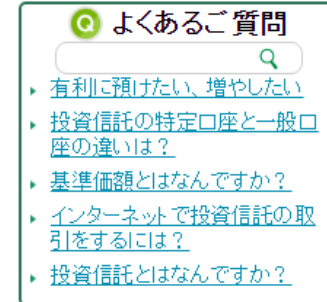 Q よくあるご質問
有利に預けたい、増やしたい
投資信託の特定口座と一般口
座の違いは？
基準価額とはなんですか？
インターネットで投資信託の取
引をするには？
投資信託とはなんですか？